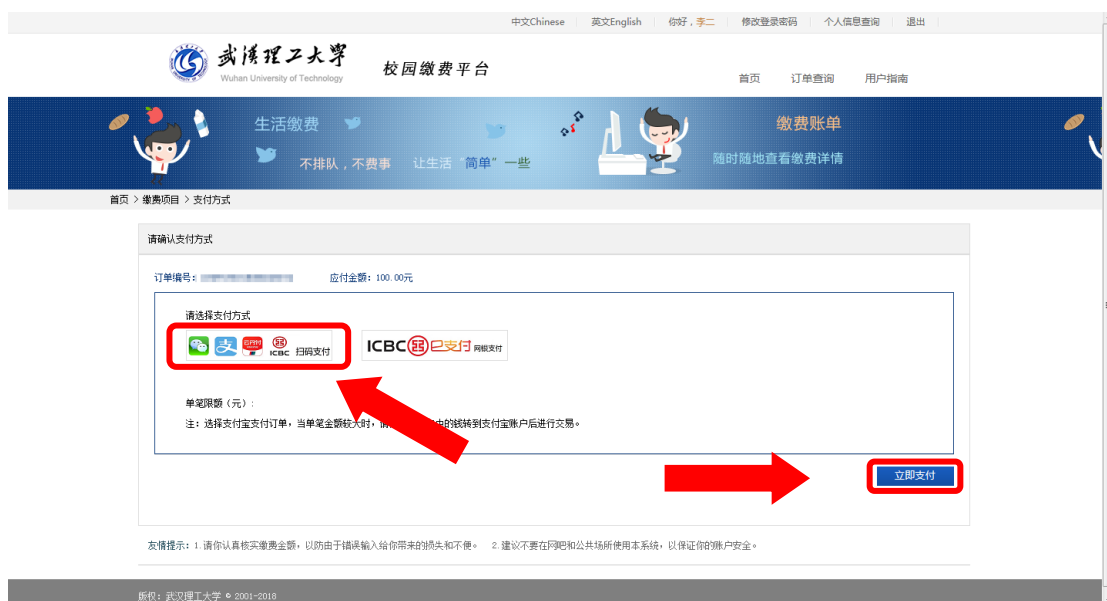 中文Chinese 英文English 你好，李二 修改登录密码 个人信息查询 退出
武汉理工大学
Wuhan University of Technology
校园缴费平台
首页 订单查询 用户指南
生活缴费
不排队，不费事 让生活“简单”一些
缴费账单
随时随地查看缴费详情
首页 > 缴费项目 > 支付方式
请确认支付方式
订单编号: 应付金额: 100.00元
请选择支付方式
支 ICBC 扫码支付
ICBC 已支付 网银支付
单笔限额（元）:
注: 选择支付宝支付订单, 当单笔金额较大时, 的钱转到支付宝账户后进行交易。
立即支付
友情提示: 1.请你认真核实缴费金额, 以防由于错误输入给你带来的损失和不便。 2.建议不要在网吧和公共场所使用本系统, 以保证你的账户安全。
版权: 武汉理工大学 © 2001-2018